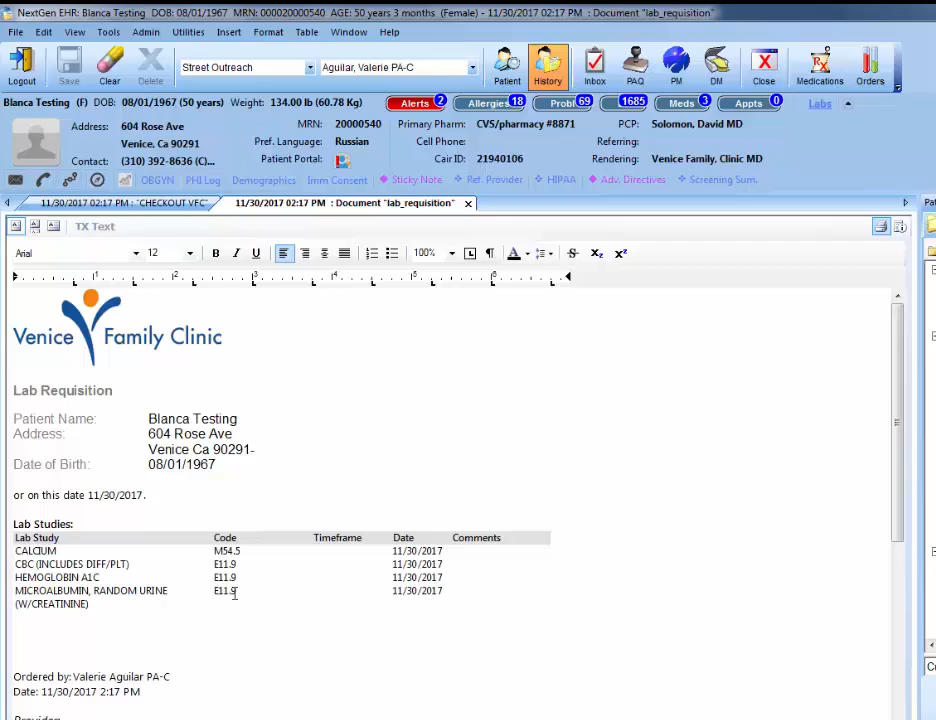 NextGen EHR: Blanca Testing DOB: 08/01/1967 MRN: 000020000540 AGE: 50 years 3 months (Female) - 11/30/2017 02:17 PM : Document "lab_requisition"
File Edit View Tools Admin Utilities Insert Format Table Window Help
Street Outreach Aguilar, Valerie PA-C
Logout Save Clear Delete Patient History Inbox PAQ PM DM Close Medications Orders
Blanca Testing (F) DOB: 08/01/1967 (50 years) Weight: 134.00 lb (60.78 Kg) Alerts 2 Allergies 18 Probl 69 1685 Meds 3 Appts 0 Labs
Address: 604 Rose Ave MRN: 20000540 Primary Pharm: CVS/pharmacy #8871 PCP: Solomon, David MD
Venice, Ca 90291 Pref. Language: Russian Cell Phone: Referring:
Contact: (310) 392-8636 (C)... Patient Portal: Cair ID: 21940106 Rendering: Venice Family, Clinic MD
OBGYN PHI Log Demographics Imm Consent Sticky Note Ref. Provider HIPAA Adv. Directives Screening Sum.
11/30/2017 02:17 PM : "CHECKOUT VFC" 11/30/2017 02:17 PM : Document "lab_requisition" x
TX Text
Arial 12 B I U 100%
1 2 3 4 5 6
Venice Family Clinic
Lab Requisition
Patient Name: Blanca Testing
Address: 604 Rose Ave
Venice Ca 90291-
Date of Birth: 08/01/1967
or on this date 11/30/2017.
Lab Studies:
Lab Study Code Timeframe Date Comments
CALCIUM M54.5 11/30/2017
CBC (INCLUDES DIFF/PLT) E11.9 11/30/2017
HEMOGLOBIN A1C E11.9 11/30/2017
MICROALBUMIN, RANDOM URINE E11.9 11/30/2017
(W/CREATININE)
Ordered by: Valerie Aguilar PA-C
Date: 11/30/2017 2:17 PM